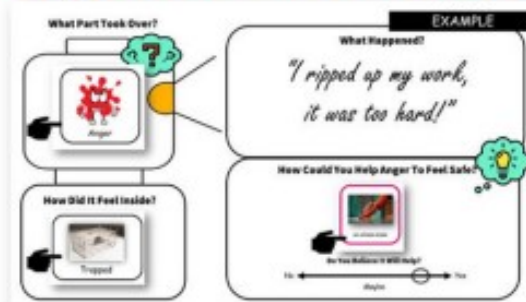 EXAMPLE
What Part Took Over?
?
Anger
What Happened?
"I ripped up my work,
it was too hard!"
How Did It Feel Inside?
Trapped
How Could You Help Anger To Feel Safe?
Do You Believe It Will Help?
No
Yes
Maybe